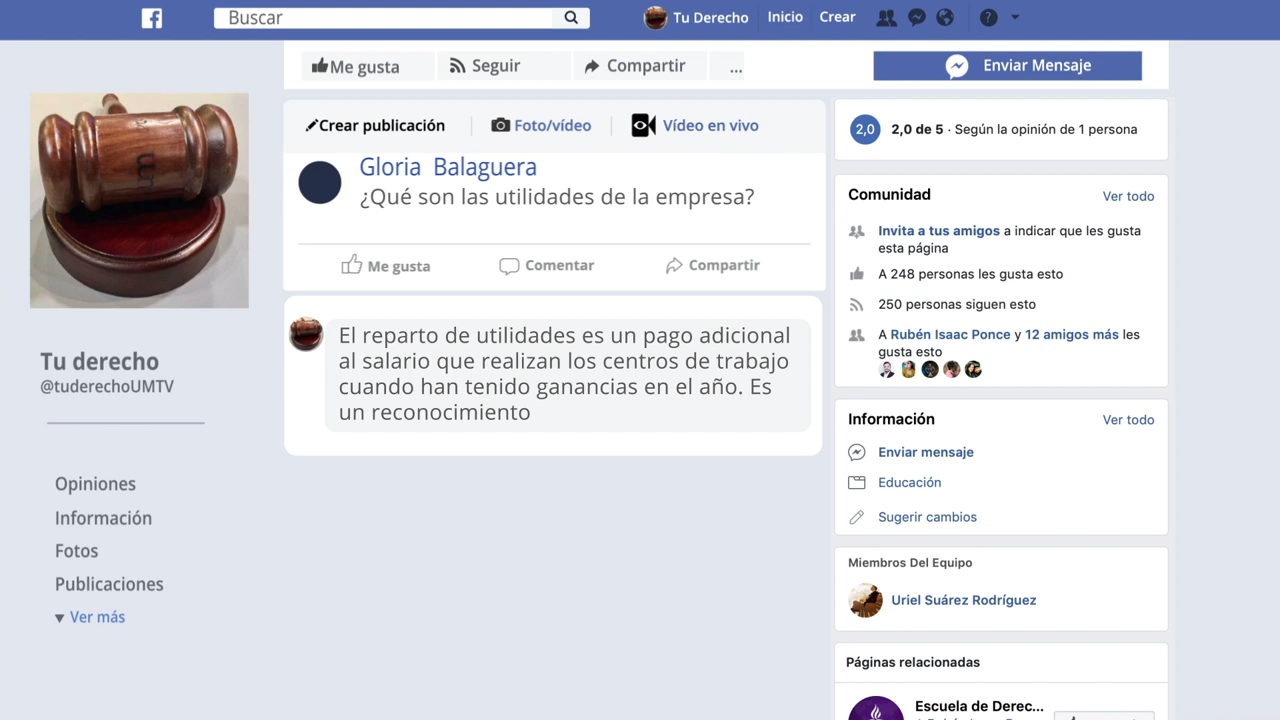 Buscar
Tu Derecho
Inicio
Crear
Me gusta
Seguir
Compartir
...
Enviar Mensaje
Tu derecho
@tuderechoUMTV
Opiniones
Información
Fotos
Publicaciones
Ver más
Crear publicación
Foto/vídeo
Vídeo en vivo
Gloria Balaguera
¿Qué son las utilidades de la empresa?
Me gusta
Comentar
Compartir
El reparto de utilidades es un pago adicional
al salario que realizan los centros de trabajo
cuando han tenido ganancias en el año. Es
un reconocimiento
2,0
2,0 de 5 · Según la opinión de 1 persona
Comunidad
Ver todo
Invita a tus amigos a indicar que les gusta
esta página
A 248 personas les gusta esto
250 personas siguen esto
A Rubén Isaac Ponce y 12 amigos más les
gusta esto
Información
Ver todo
Enviar mensaje
Educación
Sugerir cambios
Miembros Del Equipo
Uriel Suárez Rodríguez
Páginas relacionadas
Escuela de Derec...